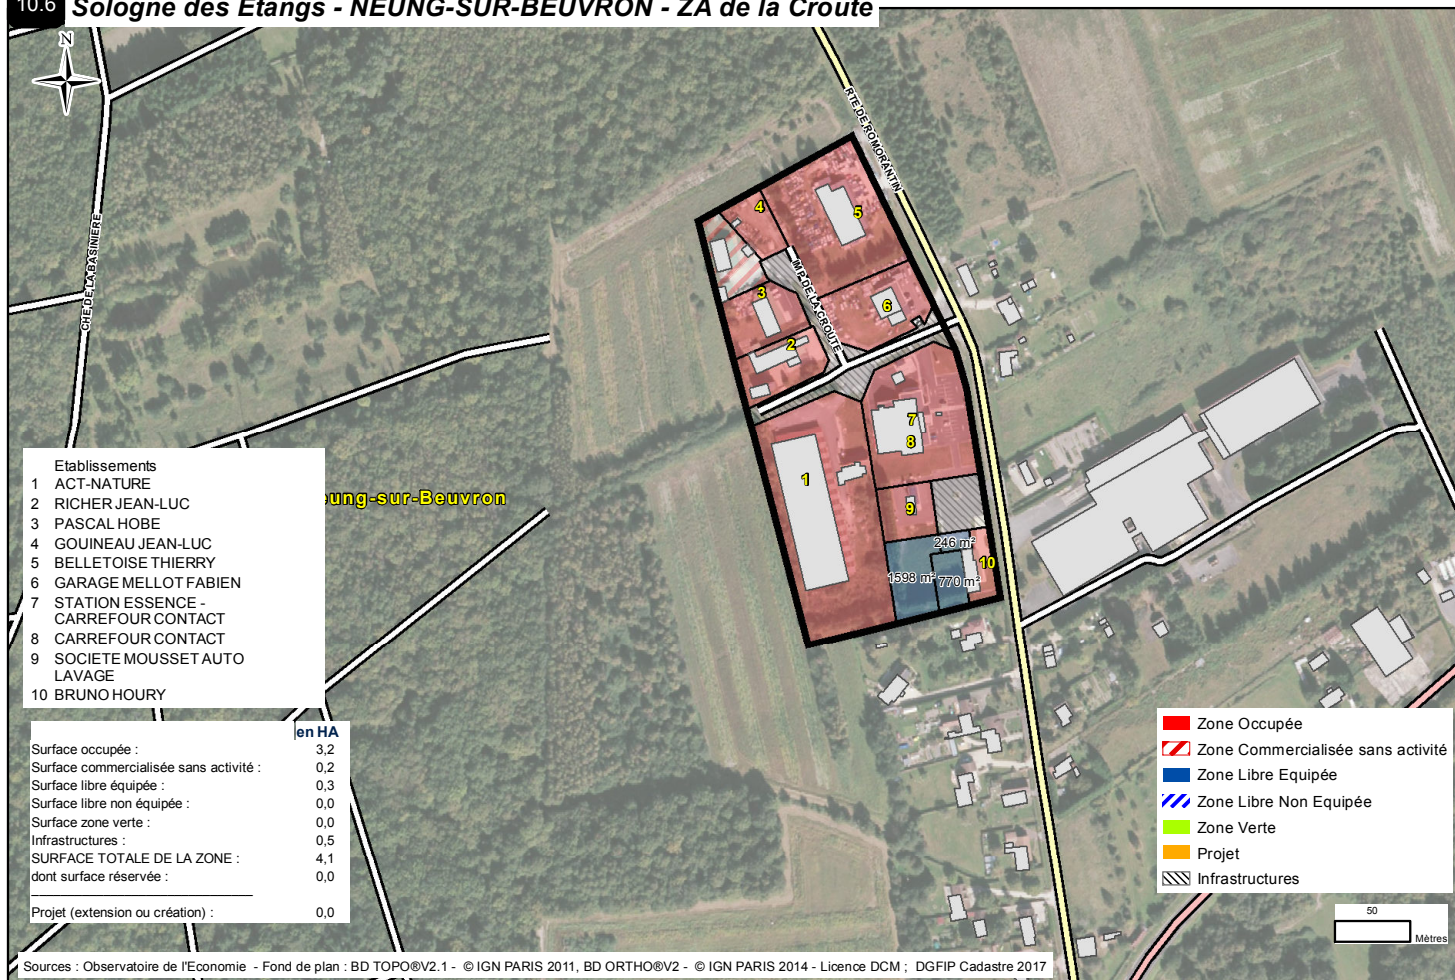 10.6 Sologne des Etangs - NEUNG-SUR-BEUVRON - ZA de la Croute
N
RTE DE ROMORANTIN
CHE DE LA BASINIERE
IMP DE LA CROUTE
4
5
3
6
2
7
8
1
9
10
246 m²
1598 m²
770 m²
eung-sur-Beuvron
Etablissements
1 ACT-NATURE
2 RICHER JEAN-LUC
3 PASCAL HOBE
4 GOUINEAU JEAN-LUC
5 BELLETOISE THIERRY
6 GARAGE MELLOT FABIEN
7 STATION ESSENCE -
CARREFOUR CONTACT
8 CARREFOUR CONTACT
9 SOCIETE MOUSSET AUTO
LAVAGE
10 BRUNO HOURY
en HA
Surface occupée : 3,2
Surface commercialisée sans activité : 0,2
Surface libre équipée : 0,3
Surface libre non équipée : 0,0
Surface zone verte : 0,0
Infrastructures : 0,5
SURFACE TOTALE DE LA ZONE : 4,1
dont surface réservée : 0,0
Projet (extension ou création) : 0,0
Zone Occupée
Zone Commercialisée sans activité
Zone Libre Equipée
Zone Libre Non Equipée
Zone Verte
Projet
Infrastructures
50
Mètres
Sources : Observatoire de l'Economie - Fond de plan : BD TOPO®V2.1 - © IGN PARIS 2011, BD ORTHO®V2 - © IGN PARIS 2014 - Licence DCM ; DGFIP Cadastre 2017